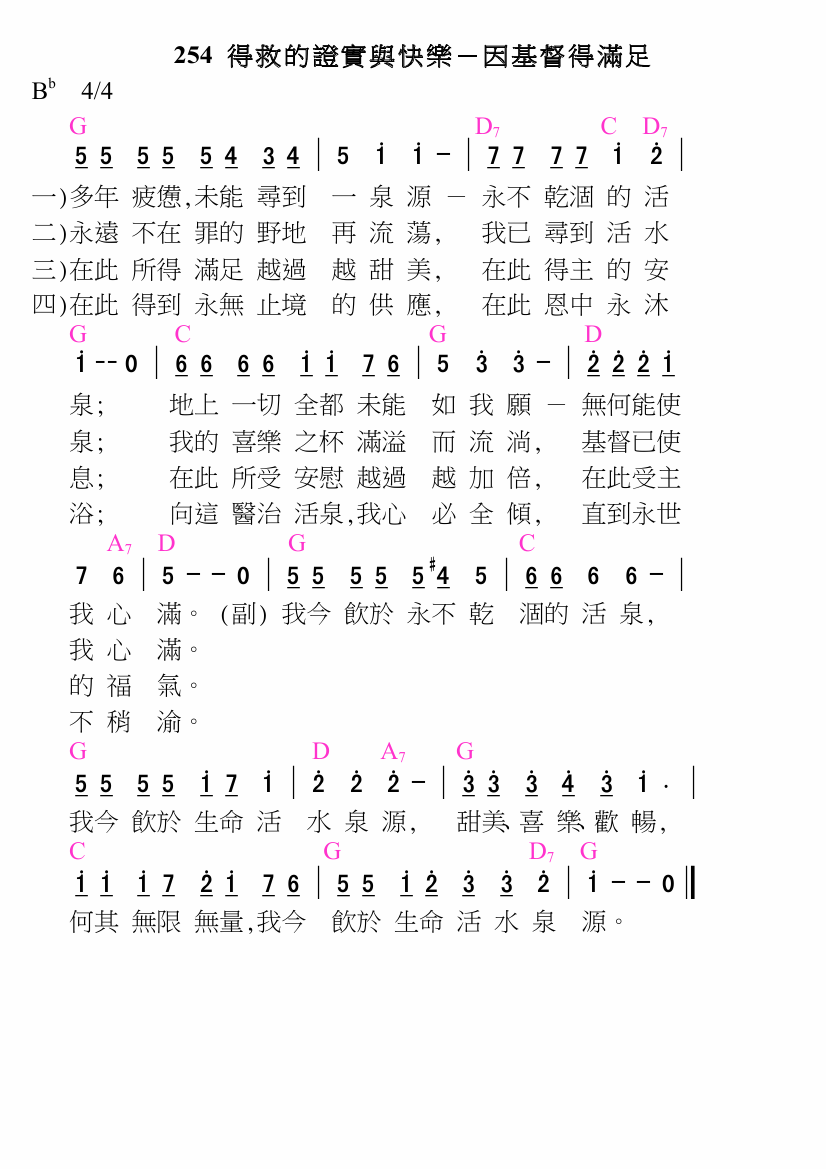 254 得救的證實與快樂－因基督得滿足
Bb 4/4
G D7 C D7
5 5 5 5 5 4 3 4 | 5 i i － | 7 7 7 7 i 2̇ |
一)多年 疲憊,未能 尋到 一 泉 源 － 永不 乾涸 的 活
二)永遠 不在 罪的 野地 再 流 蕩, 我已 尋到 活 水
三)在此 所得 滿足 越過 越 甜 美, 在此 得主 的 安
四)在此 得到 永無 止境 的 供 應, 在此 恩中 永 沐
G C G D
i -- 0 | 6 6 6 6 i i 7 6 | 5 3̇ 3̇ － | 2̇ 2̇ 2̇ i
泉; 地上 一切 全都 未能 如 我 願 － 無何能使
泉; 我的 喜樂 之杯 滿溢 而 流 淌, 基督已使
息; 在此 所受 安慰 越過 越 加 倍, 在此受主
浴; 向這 醫治 活泉,我心 必 全 傾, 直到永世
A7 D G C
7 6 | 5 － － 0 | 5 5 5 5 5 #4 5 | 6 6 6 6 － |
我 心 滿。 (副) 我今 飲於 永不 乾 涸的 活 泉,
我 心 滿。
的 福 氣。
不 稍 渝。
G D A7 G
5 5 5 5 i 7 i | 2̇ 2̇ 2̇ － | 3̇ 3̇ 3̇ 4̇ 3̇ i . |
我今 飲於 生命 活 水 泉 源, 甜美、喜 樂、歡 暢,
C G D7 G
i i i 7 2̇ i 7 6 | 5 5 i 2̇ 3̇ 3̇ 2̇ | i － － 0 ‖
何其 無限 無量,我今 飲於 生命 活 水 泉 源。